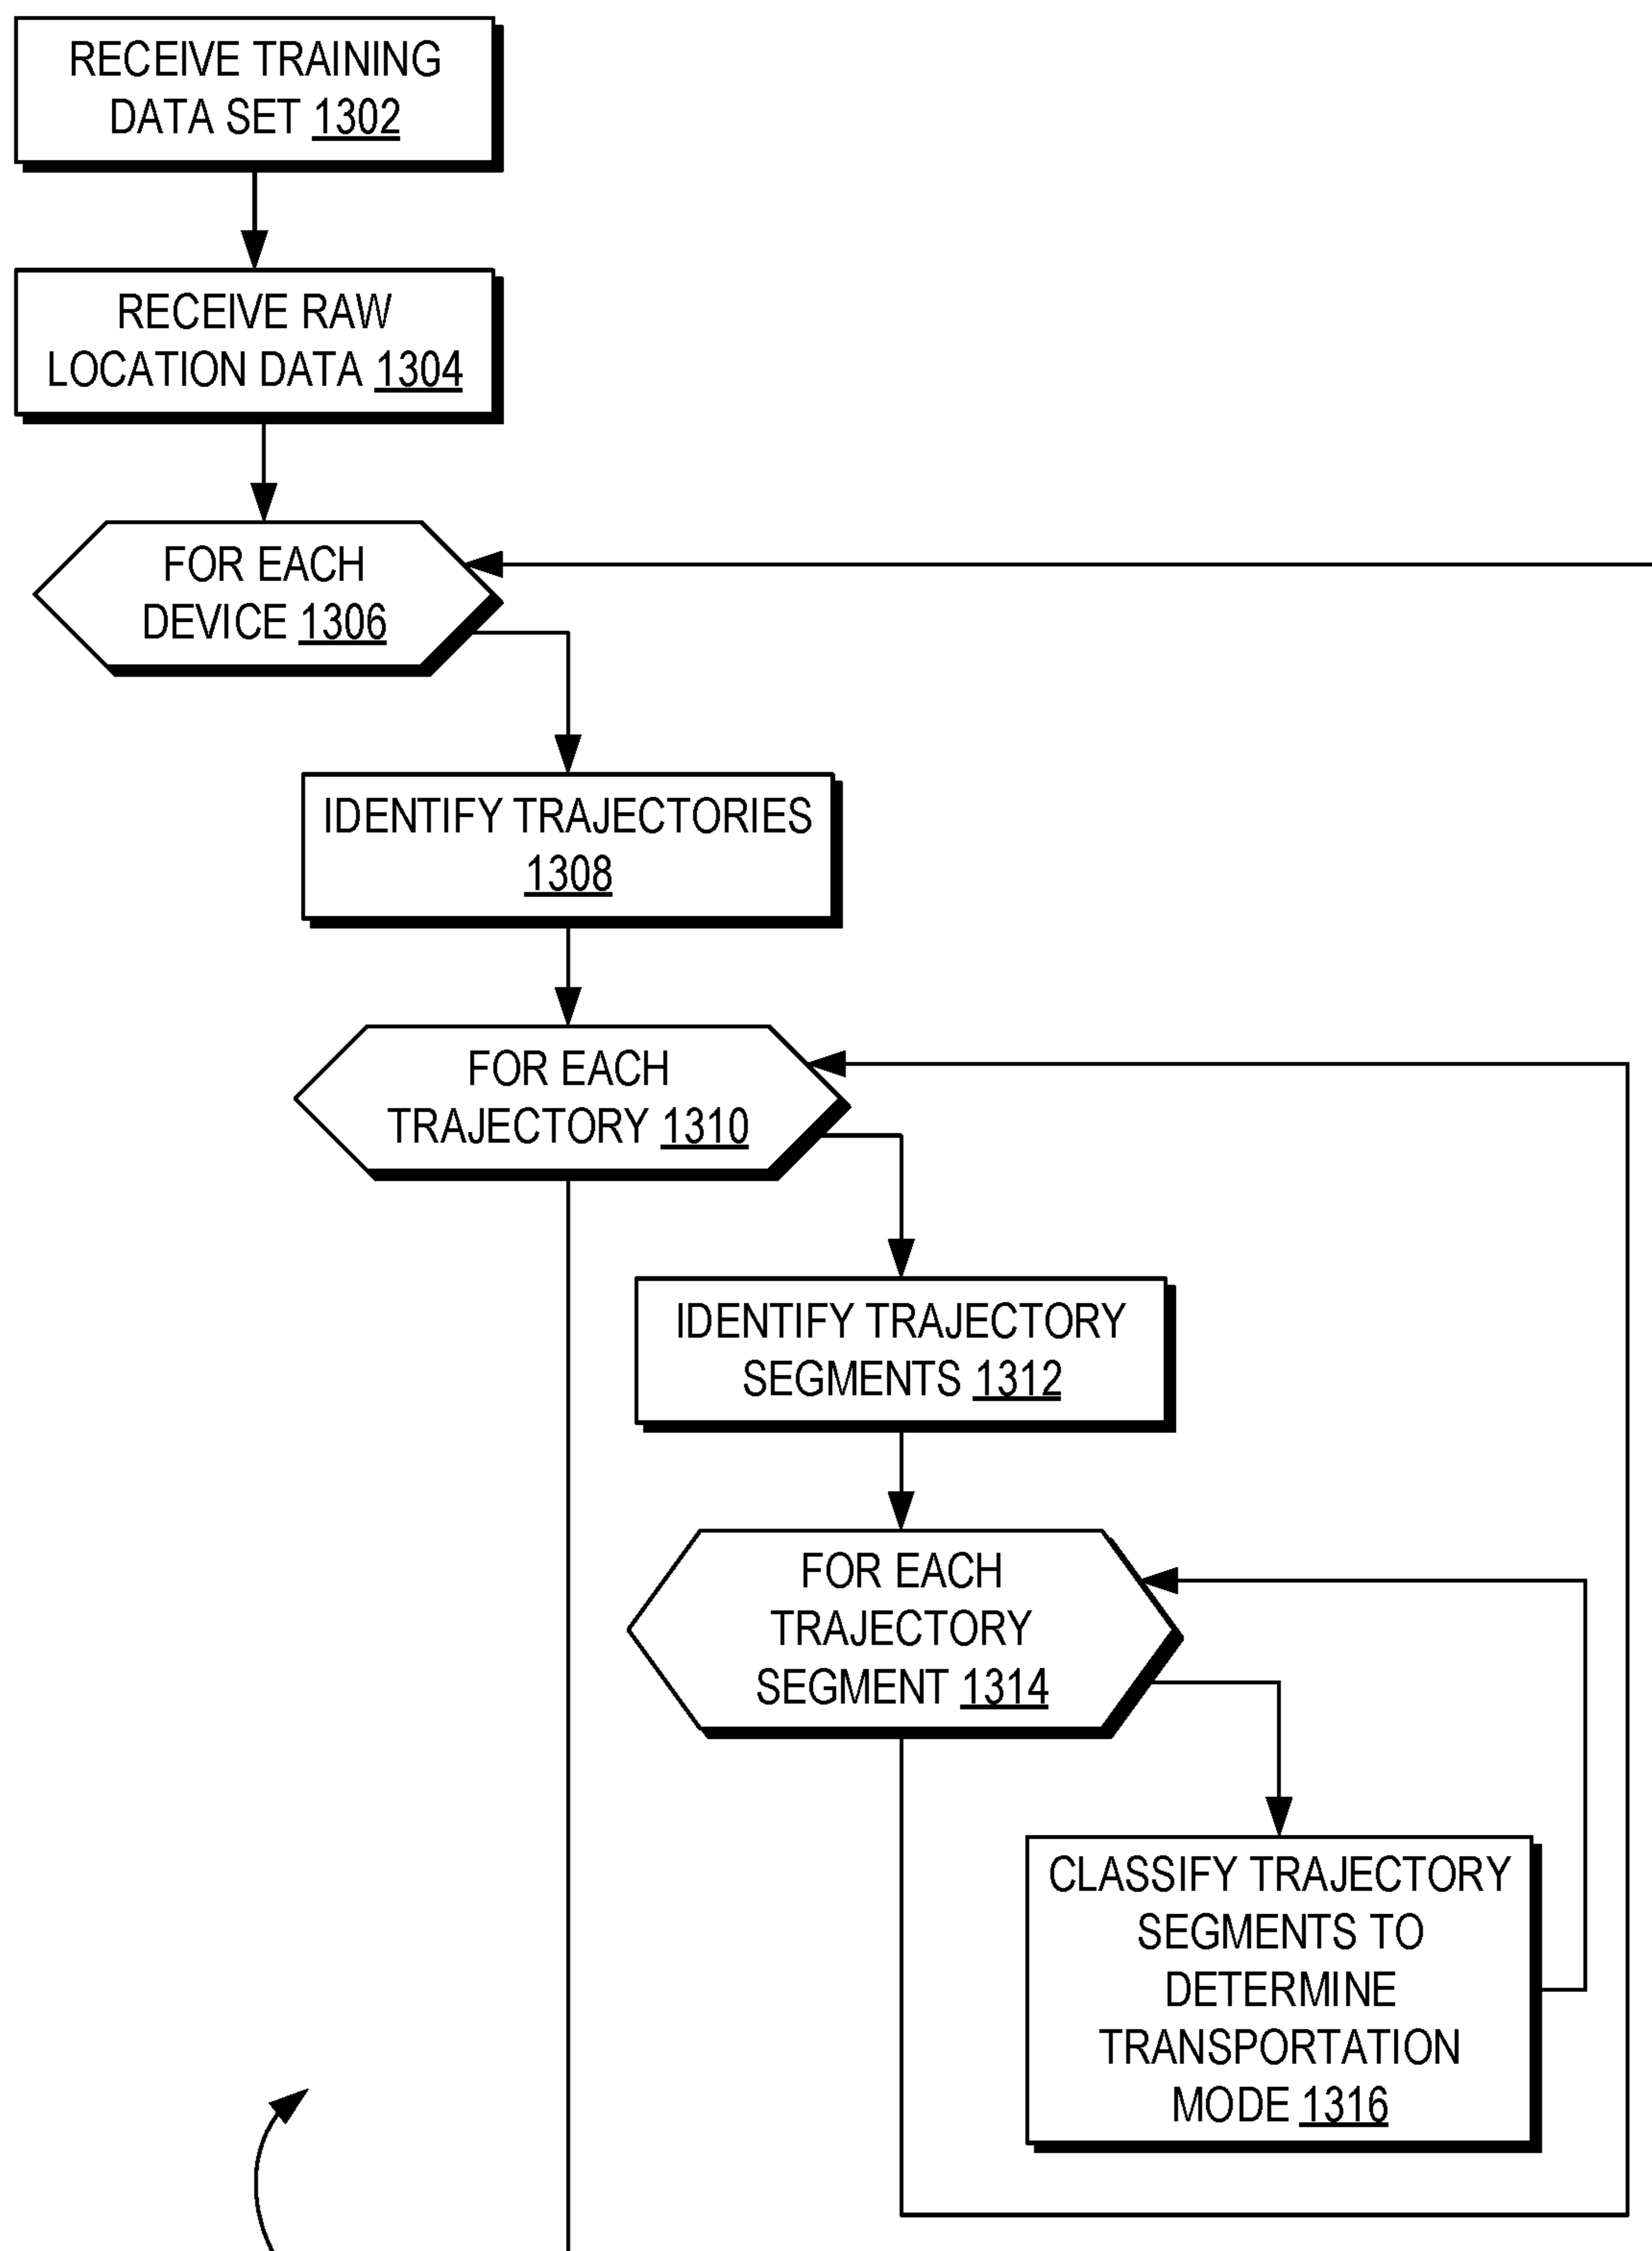 RECEIVE TRAINING
DATA SET 1302
RECEIVE RAW
LOCATION DATA 1304
FOR EACH
DEVICE 1306
IDENTIFY TRAJECTORIES
1308
FOR EACH
TRAJECTORY 1310
IDENTIFY TRAJECTORY
SEGMENTS 1312
FOR EACH
TRAJECTORY
SEGMENT 1314
CLASSIFY TRAJECTORY
SEGMENTS TO
DETERMINE
TRANSPORTATION
MODE 1316